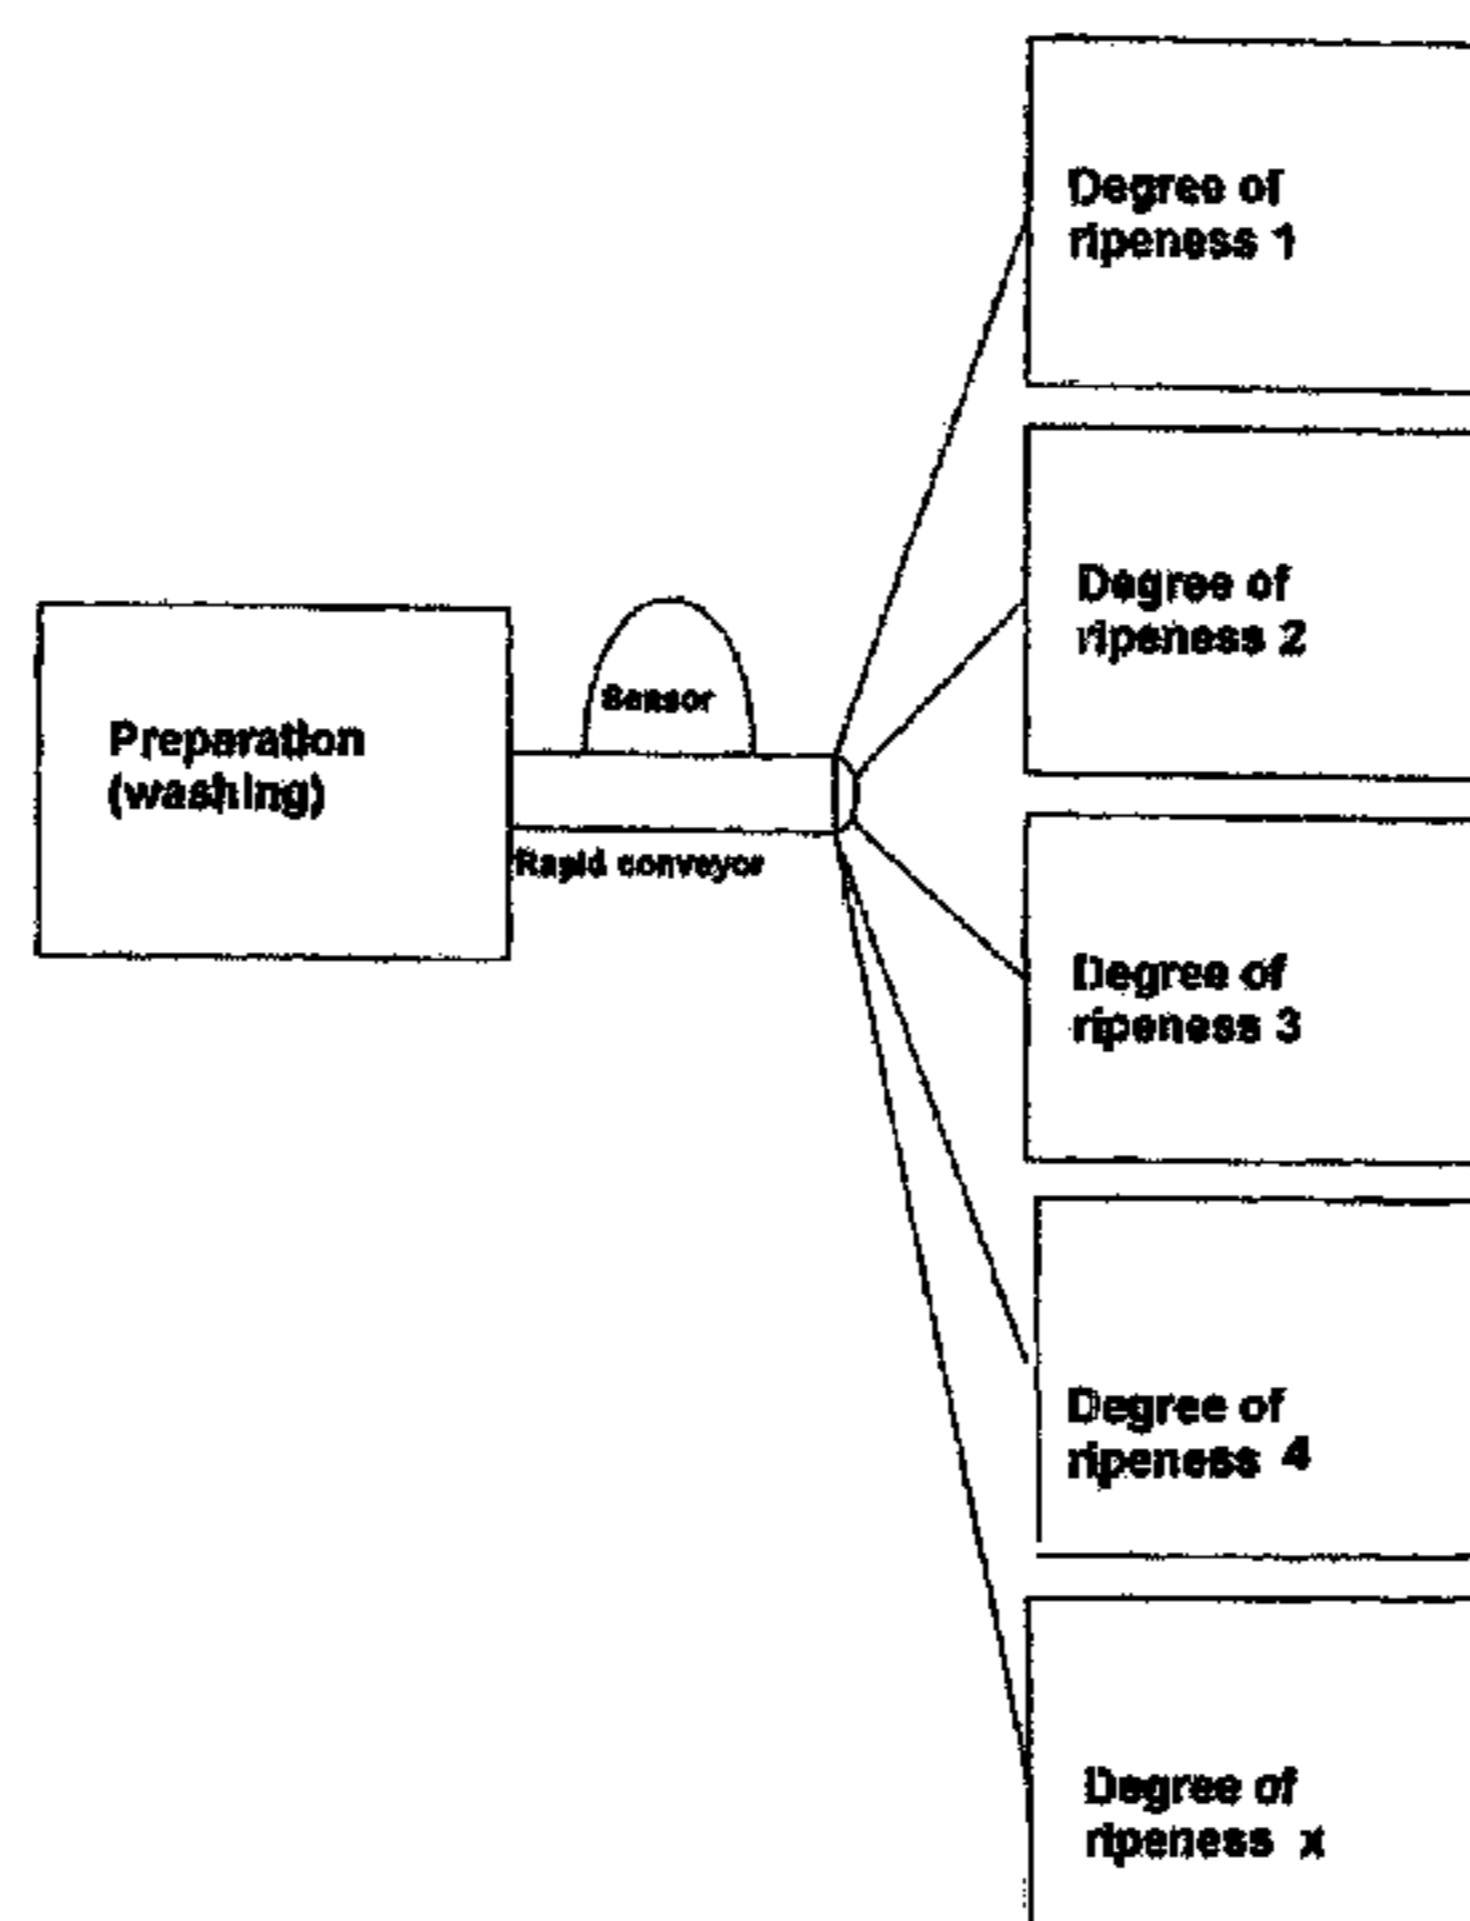 Degree of
ripeness 1
Degree of
ripeness 2
Preparation
(washing)
Sensor
Rapid conveyor
Degree of
ripeness 3
Degree of
ripeness 4
Degree of
ripeness x